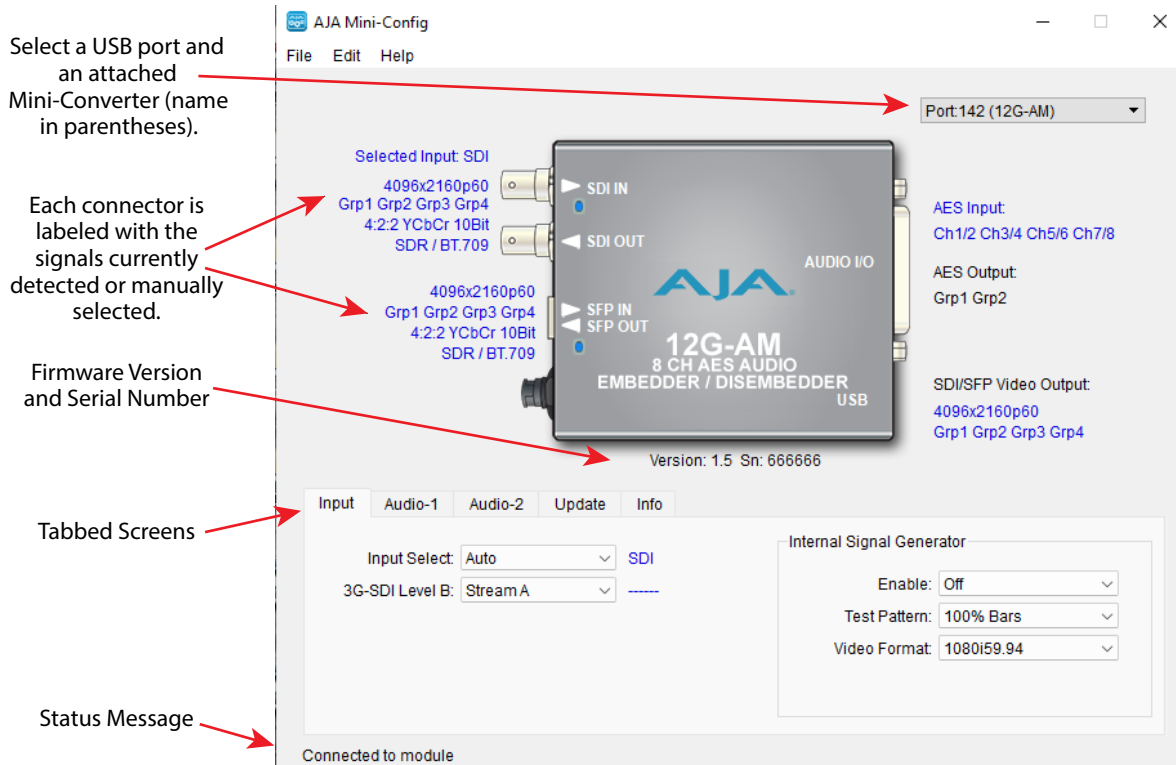 AJA Mini-Config
File Edit Help
Select a USB port and
an attached
Mini-Converter (name
in parentheses).
Port:142 (12G-AM)
Selected Input: SDI
4096x2160p60
Grp1 Grp2 Grp3 Grp4
4:2:2 YCbCr 10Bit
SDR / BT.709
Each connector is
labeled with the
signals currently
detected or manually
selected.
4096x2160p60
Grp1 Grp2 Grp3 Grp4
4:2:2 YCbCr 10Bit
SDR / BT.709
SDI IN
SDI OUT
AUDIO I/O
AJA
SFP IN
SFP OUT
12G-AM
8 CH AES AUDIO
EMBEDDER / DISEMBEDDER
USB
AES Input:
Ch1/2 Ch3/4 Ch5/6 Ch7/8
AES Output:
Grp1 Grp2
SDI/SFP Video Output:
4096x2160p60
Grp1 Grp2 Grp3 Grp4
Firmware Version
and Serial Number
Version: 1.5 Sn: 666666
Tabbed Screens
Input Audio-1 Audio-2 Update Info
Input Select: Auto SDI
3G-SDI Level B: Stream A ------
Internal Signal Generator
Enable: Off
Test Pattern: 100% Bars
Video Format: 1080i59.94
Status Message
Connected to module